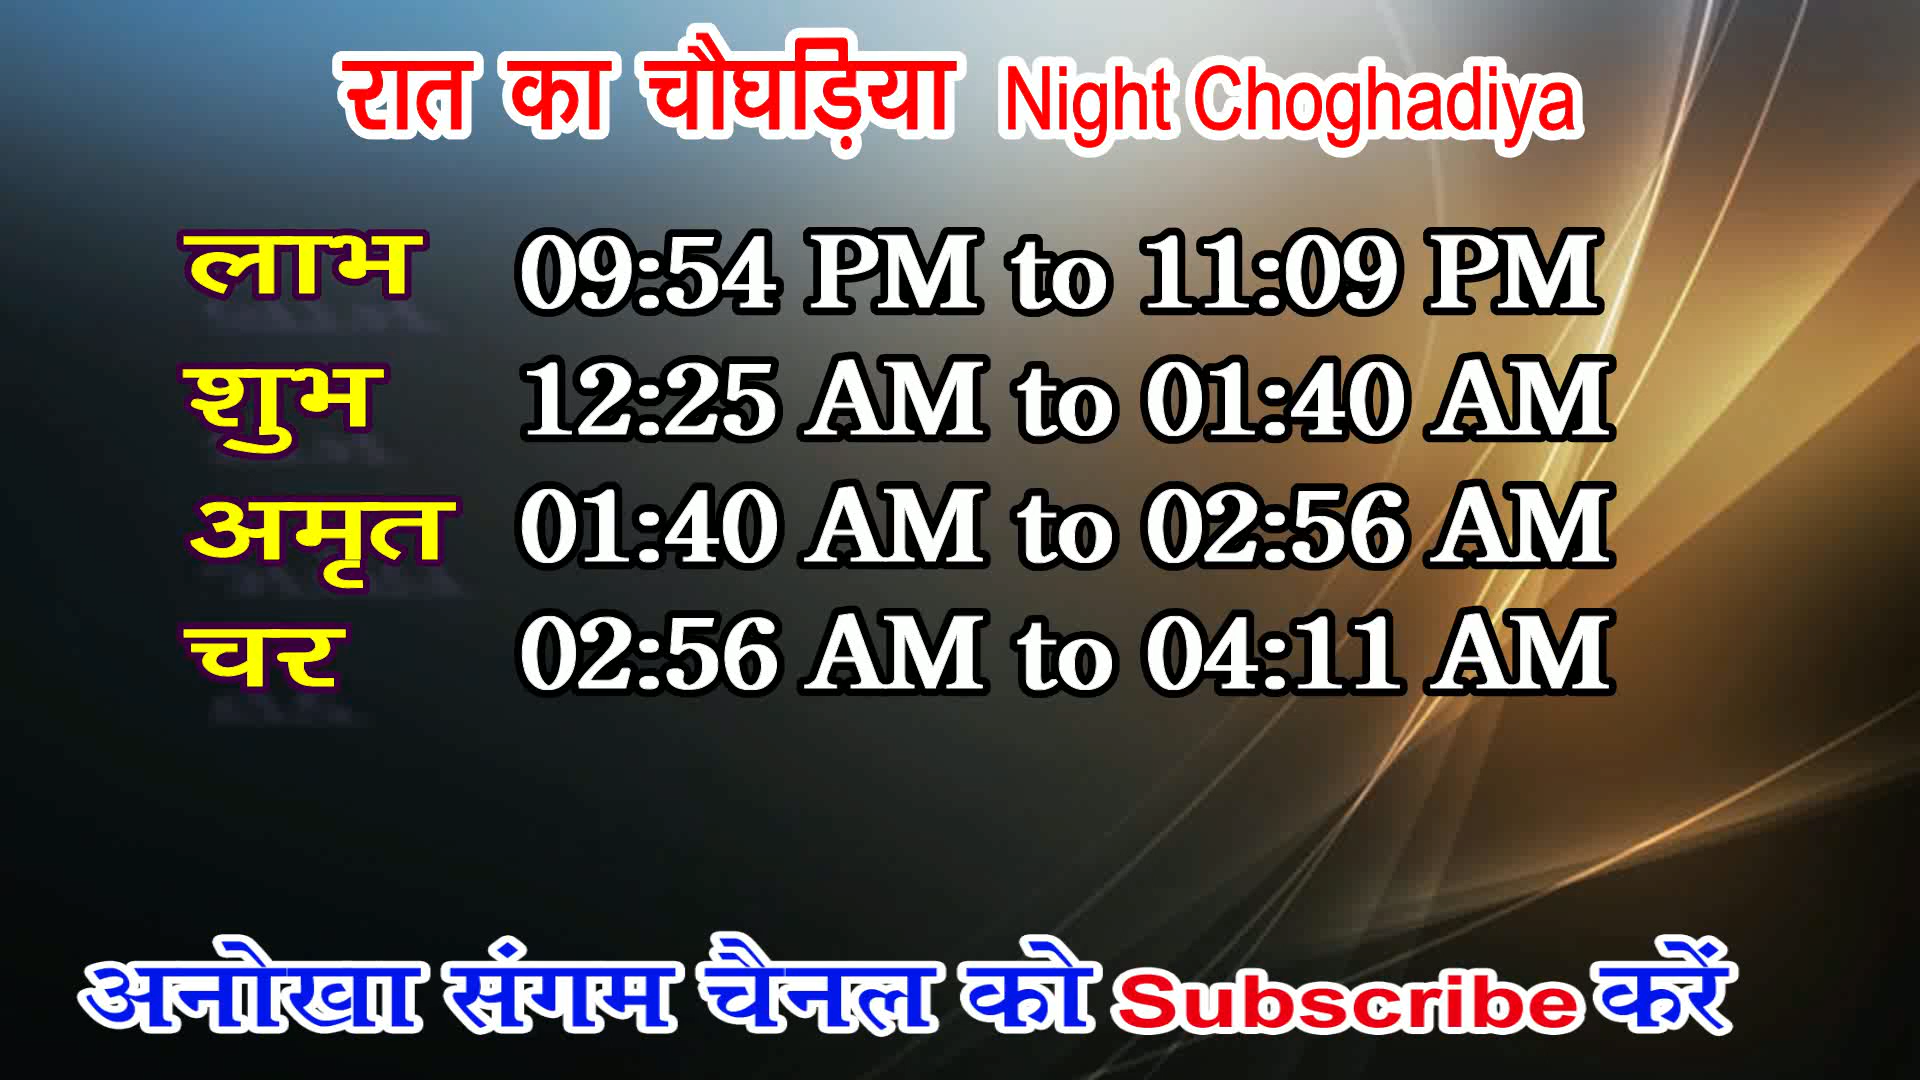 रात का चौघड़िया Night Choghadiya
लाभ 09:54 PM to 11:09 PM
शुभ 12:25 AM to 01:40 AM
अमृत 01:40 AM to 02:56 AM
चर 02:56 AM to 04:11 AM
अनोखा संगम चैनल को Subscribe करें